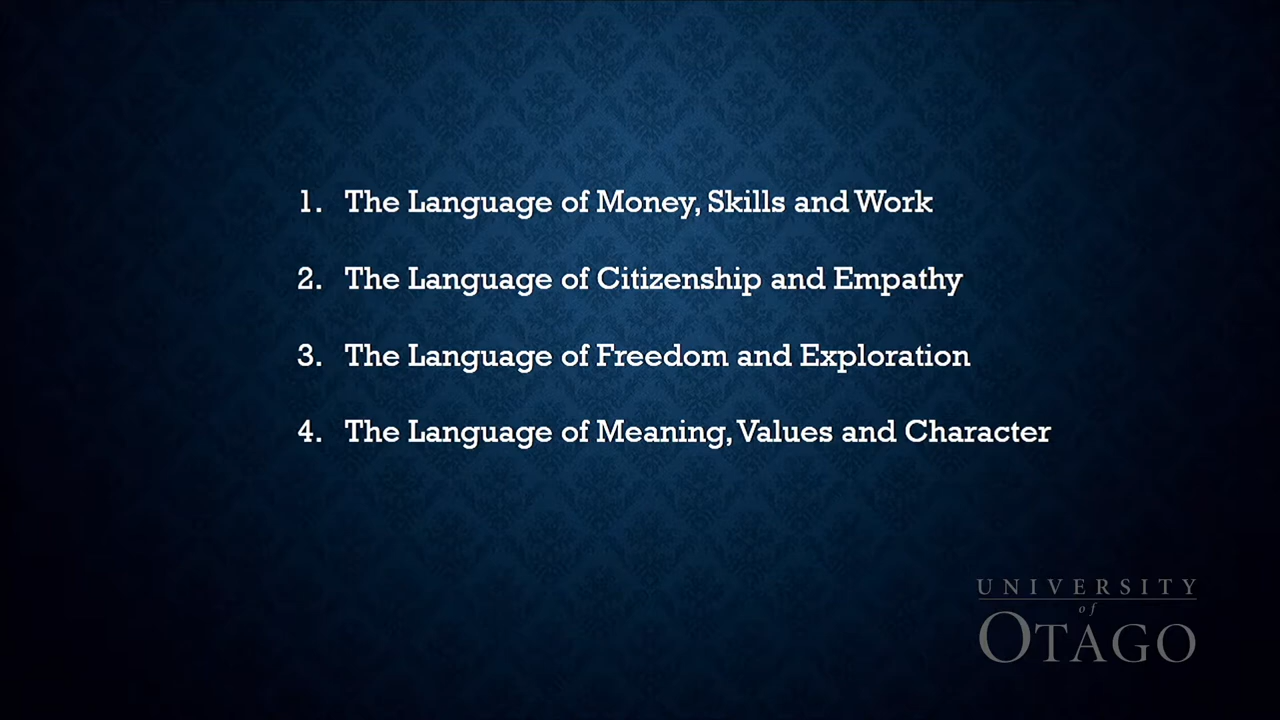 1. The Language of Money, Skills and Work
2. The Language of Citizenship and Empathy
3. The Language of Freedom and Exploration
4. The Language of Meaning, Values and Character
UNIVERSITY
of
OTAGO